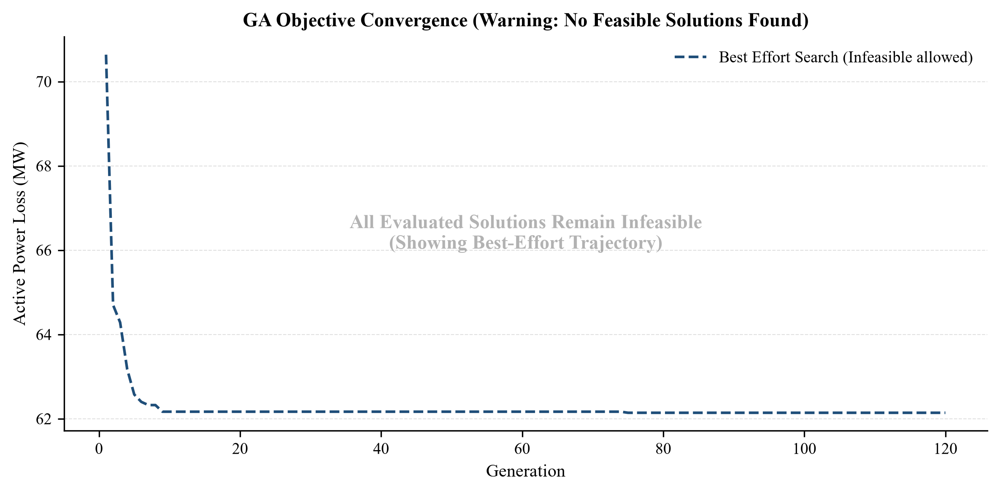 GA Objective Convergence (Warning: No Feasible Solutions Found)
Best Effort Search (Infeasible allowed)
Active Power Loss (MW)
70
68
66
64
62
All Evaluated Solutions Remain Infeasible
(Showing Best-Effort Trajectory)
0 20 40 60 80 100 120
Generation